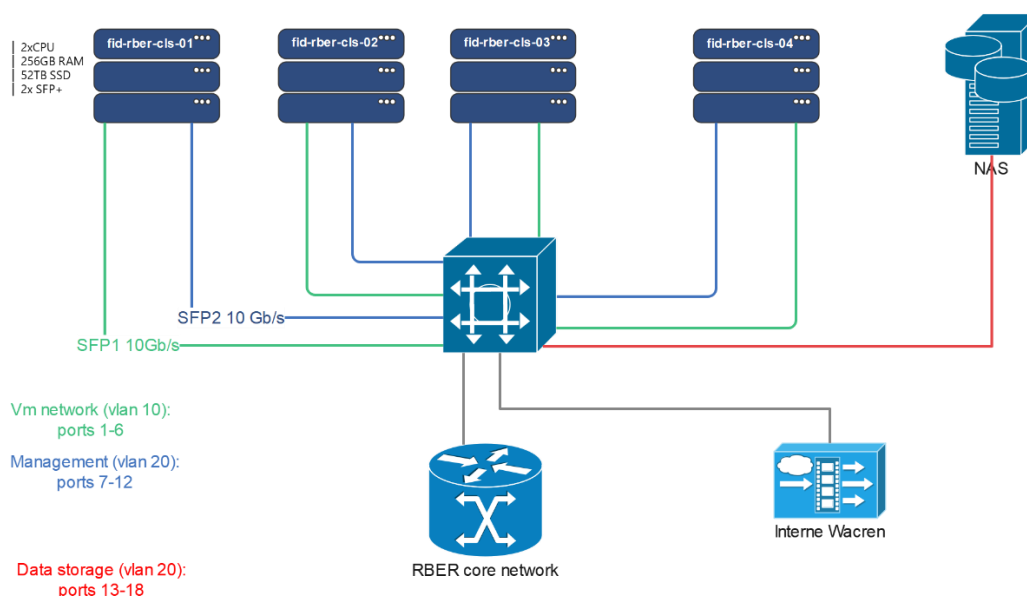 fid-rber-cls-01
fid-rber-cls-02
fid-rber-cls-03
fid-rber-cls-04
2xCPU
256GB RAM
52TB SSD
2x SFP+
NAS
SFP2 10 Gb/s
SFP1 10Gb/s
Vm network (vlan 10):
ports 1-6
Management (vlan 20):
ports 7-12
RBER core network
Interne Wacren
Data storage (vlan 20):
ports 13-18